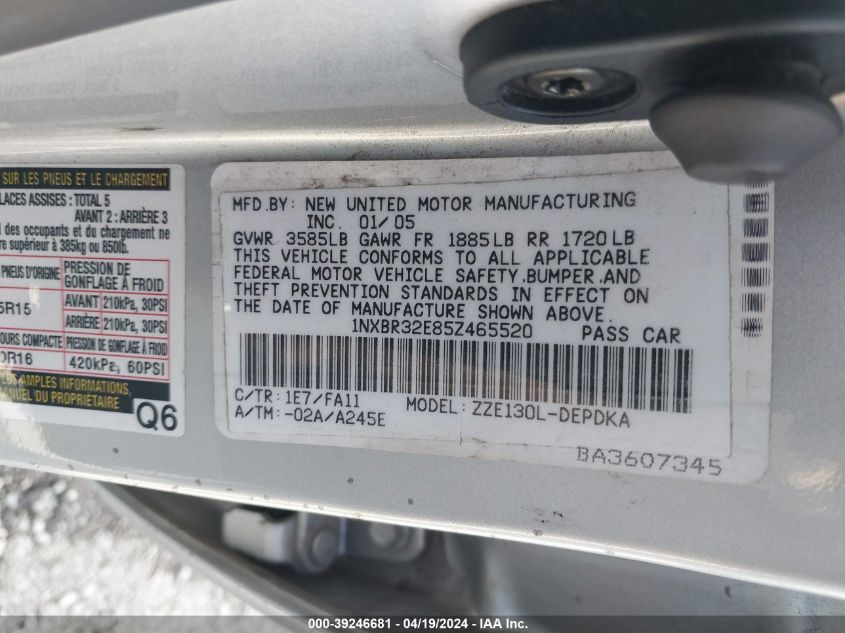 SUR LES PNEUS ET LE CHARGEMENT
PLACES ASSISES : TOTAL 5
AVANT 2 : ARRIÈRE 3
des occupants et du chargement ne
supérieur à 385kg ou 850lb.
PNEUS D'ORIGINE PRESSION DE GONFLAGE À FROID
5R15 AVANT 210kPa, 30PSI
ARRIÈRE 210kPa, 30PSI
COMPACT PRESSION DE GONFLAGE À FROID
0R16 420kPa, 60PSI
AMPLES INFORMATIONS,
MANUEL DU PROPRIÉTAIRE
Q6
MFD.BY: NEW UNITED MOTOR MANUFACTURING
INC. 01/05
GVWR 3585LB GAWR FR 1885LB RR 1720LB
THIS VEHICLE CONFORMS TO ALL APPLICABLE
FEDERAL MOTOR VEHICLE SAFETY,BUMPER,AND
THEFT PREVENTION STANDARDS IN EFFECT ON
THE DATE OF MANUFACTURE SHOWN ABOVE.
1NXBR32E85Z465520 PASS CAR
C/TR: 1E7/FA11 MODEL: ZZE130L-DEPDKA
A/TM: -02A/A245E
BA3607345
000-39246681 - 04/19/2024 - IAA Inc.